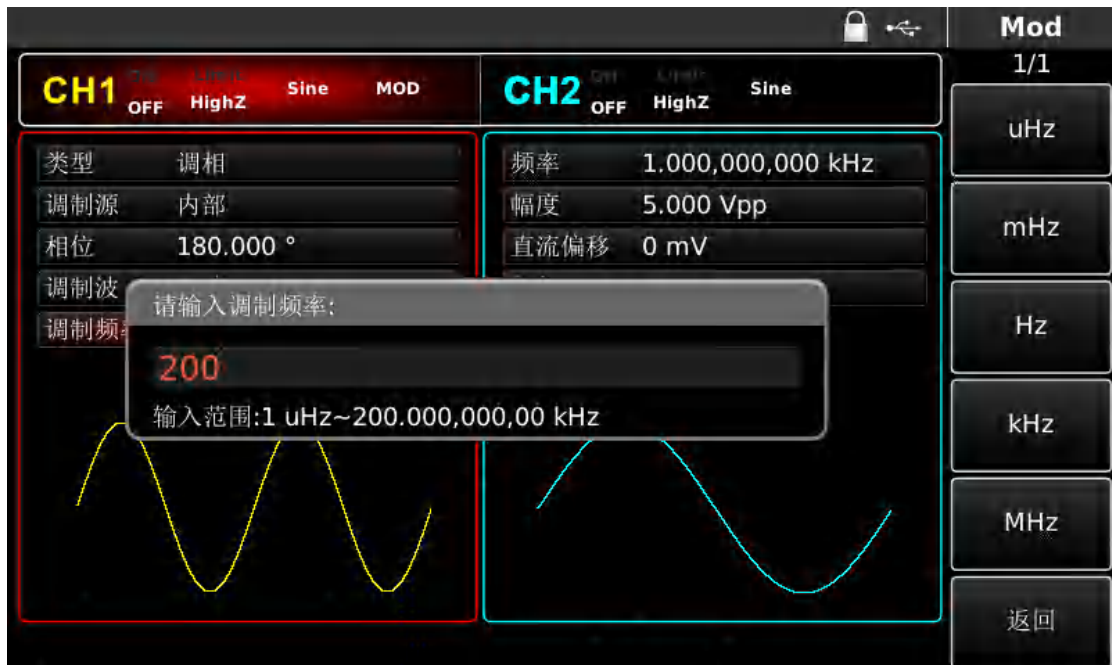 Mod
1/1
CH1 OFF HighZ Sine MOD
CH2 OFF HighZ Sine
uHz
mHz
Hz
kHz
MHz
返回
类型 调相
调制源 内部
相位 180.000 °
调制波
调制频
频率 1.000,000,000 kHz
幅度 5.000 Vpp
直流偏移 0 mV
请输入调制频率:
200
输入范围:1 uHz~200.000,000,00 kHz